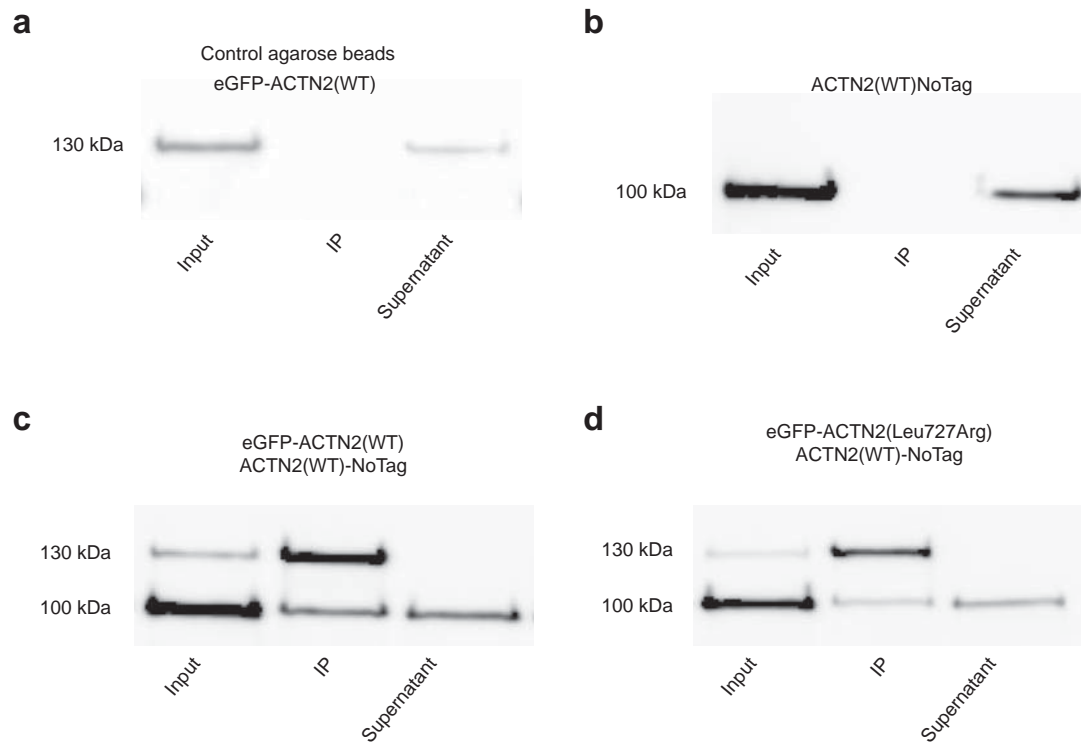 a
Control agarose beads
eGFP-ACTN2(WT)
130 kDa
Input
IP
Supernatant
b
ACTN2(WT)NoTag
100 kDa
Input
IP
Supernatant
c
eGFP-ACTN2(WT)
ACTN2(WT)-NoTag
130 kDa
100 kDa
Input
IP
Supernatant
d
eGFP-ACTN2(Leu727Arg)
ACTN2(WT)-NoTag
130 kDa
100 kDa
Input
IP
Supernatant